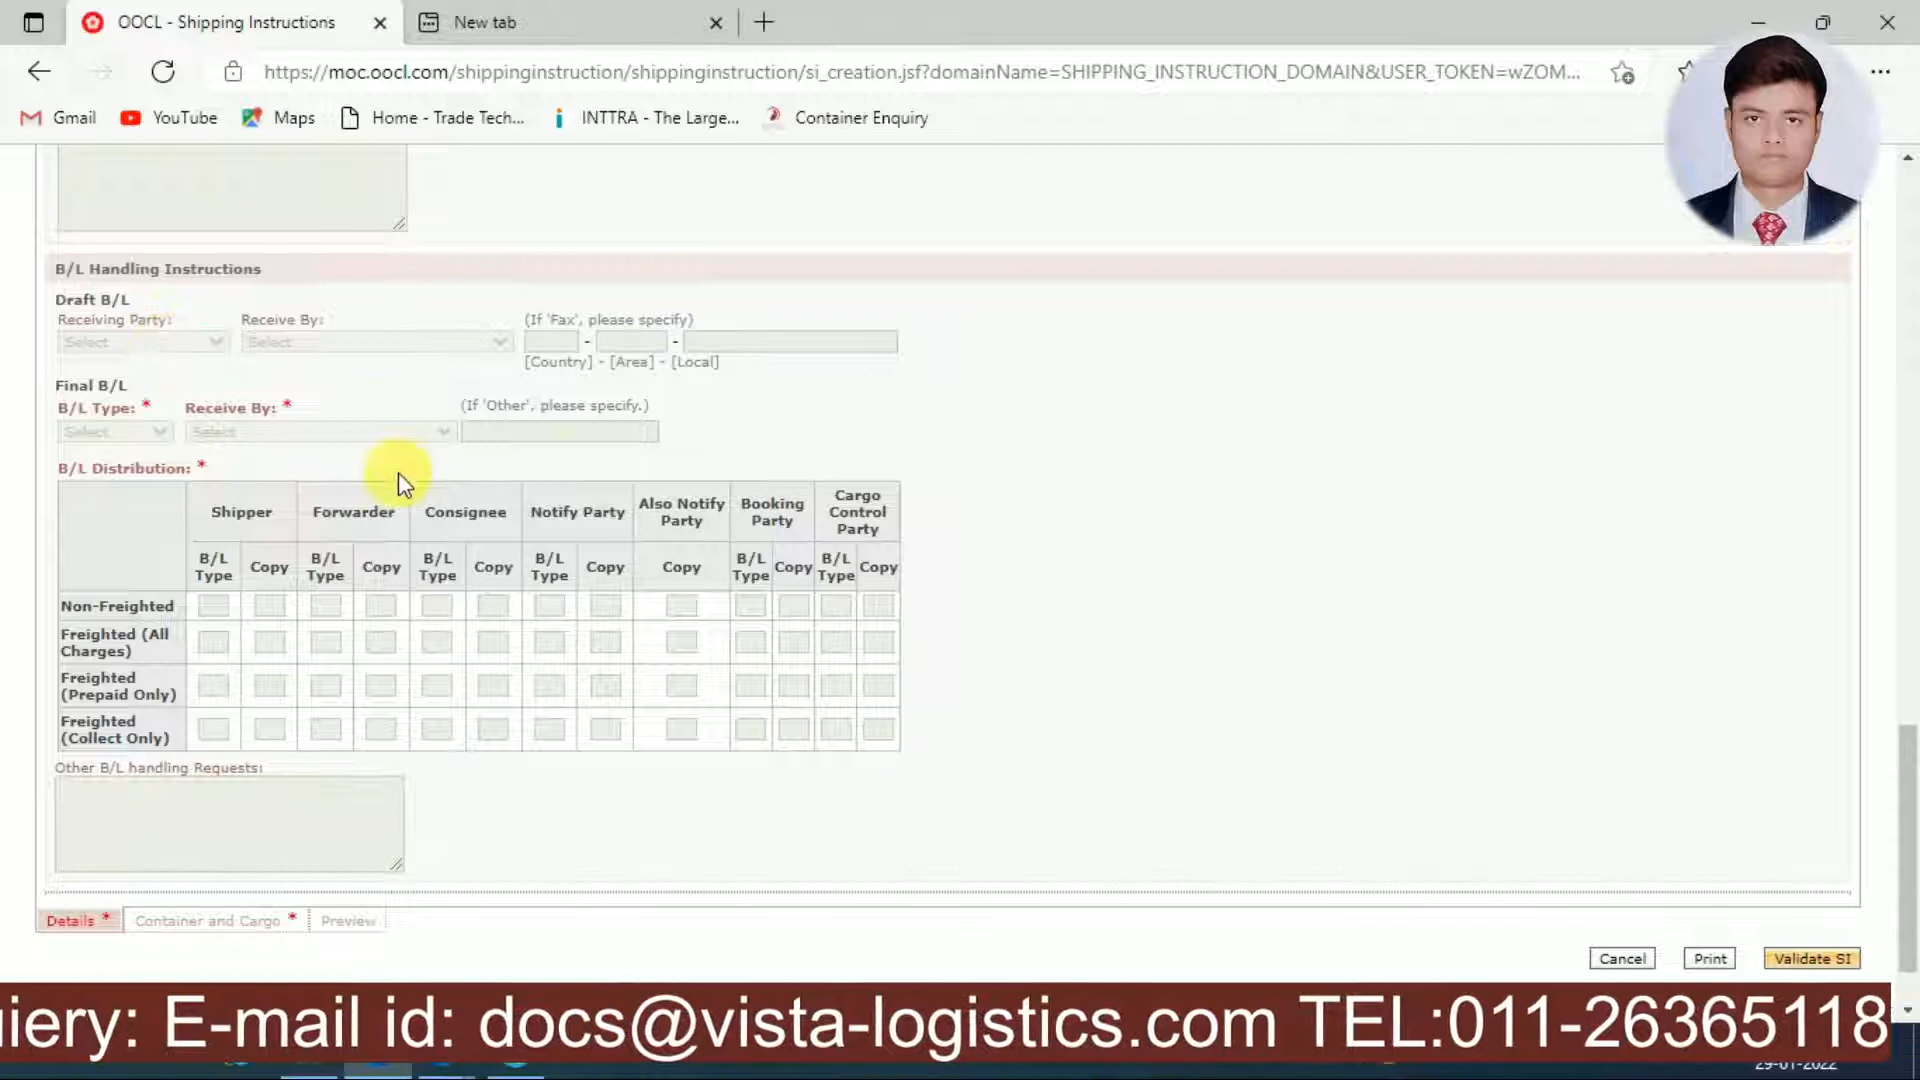 OOCL - Shipping Instructions
New tab
https://moc.oocl.com/shippinginstruction/shippinginstruction/si_creation.jsf?domainName=SHIPPING_INSTRUCTION_DOMAIN&USER_TOKEN=wZOM...
Gmail YouTube Maps Home - Trade Tech... INTTRA - The Large... Container Enquiry
B/L Handling Instructions
Draft B/L
Receiving Party: Receive By: (If 'Fax', please specify)
Select Select - -
[Country] - [Area] - [Local]
Final B/L
B/L Type: * Receive By: * (If 'Other', please specify.)
Select Select
B/L Distribution: *
Shipper Forwarder Consignee Notify Party Also Notify Party Booking Party Cargo Control Party
B/L Type Copy B/L Type Copy B/L Type Copy B/L Type Copy Copy B/L Type Copy B/L Type Copy
Non-Freighted
Freighted (All Charges)
Freighted (Prepaid Only)
Freighted (Collect Only)
Other B/L handling Requests:
Details * Container and Cargo * Preview
Cancel Print Validate SI
uiery: E-mail id: docs@vista-logistics.com TEL:011-26365118
29-01-2022